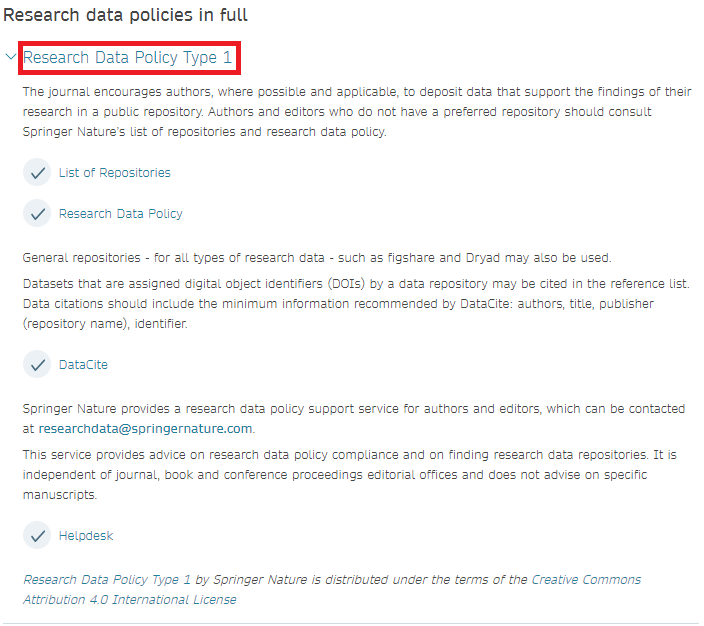 Research data policies in full
Research Data Policy Type 1
The journal encourages authors, where possible and applicable, to deposit data that support the findings of their
research in a public repository. Authors and editors who do not have a preferred repository should consult
Springer Nature's list of repositories and research data policy.
List of Repositories
Research Data Policy
General repositories - for all types of research data - such as figshare and Dryad may also be used.
Datasets that are assigned digital object identifiers (DOIs) by a data repository may be cited in the reference list.
Data citations should include the minimum information recommended by DataCite: authors, title, publisher
(repository name), identifier.
DataCite
Springer Nature provides a research data policy support service for authors and editors, which can be contacted
at researchdata@springernature.com.
This service provides advice on research data policy compliance and on finding research data repositories. It is
independent of journal, book and conference proceedings editorial offices and does not advise on specific
manuscripts.
Helpdesk
Research Data Policy Type 1 by Springer Nature is distributed under the terms of the Creative Commons
Attribution 4.0 International License